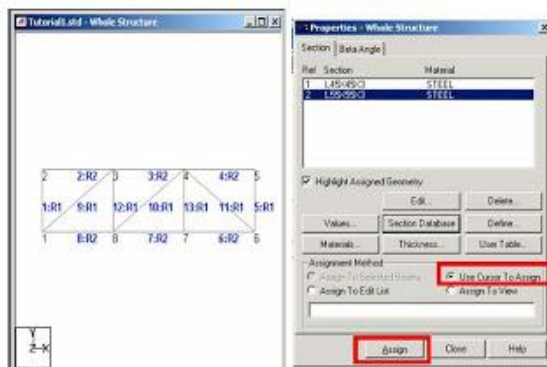 Tutorial1.std - Whole Structure
2 2:R2 3 3:R2 4 4:R2 5
1:R1 9:R1 12:R1 10:R1 13:R1 11:R1 5:R1
1 8:R2 8 7:R2 7 6:R2 6
Y
Z X
Properties - Whole Structure
Section Beta Angle
Ref Section Material
1 L45X45X3 STEEL
2 L55X55X3 STEEL
Highlight Assigned Geometry
Edit... Delete...
Values... Section Database Define...
Materials... Thickness... User Table...
Assignment Method
Assign To Selected Beams Use Cursor To Assign
Assign To Edit List Assign To View
Assign Close Help